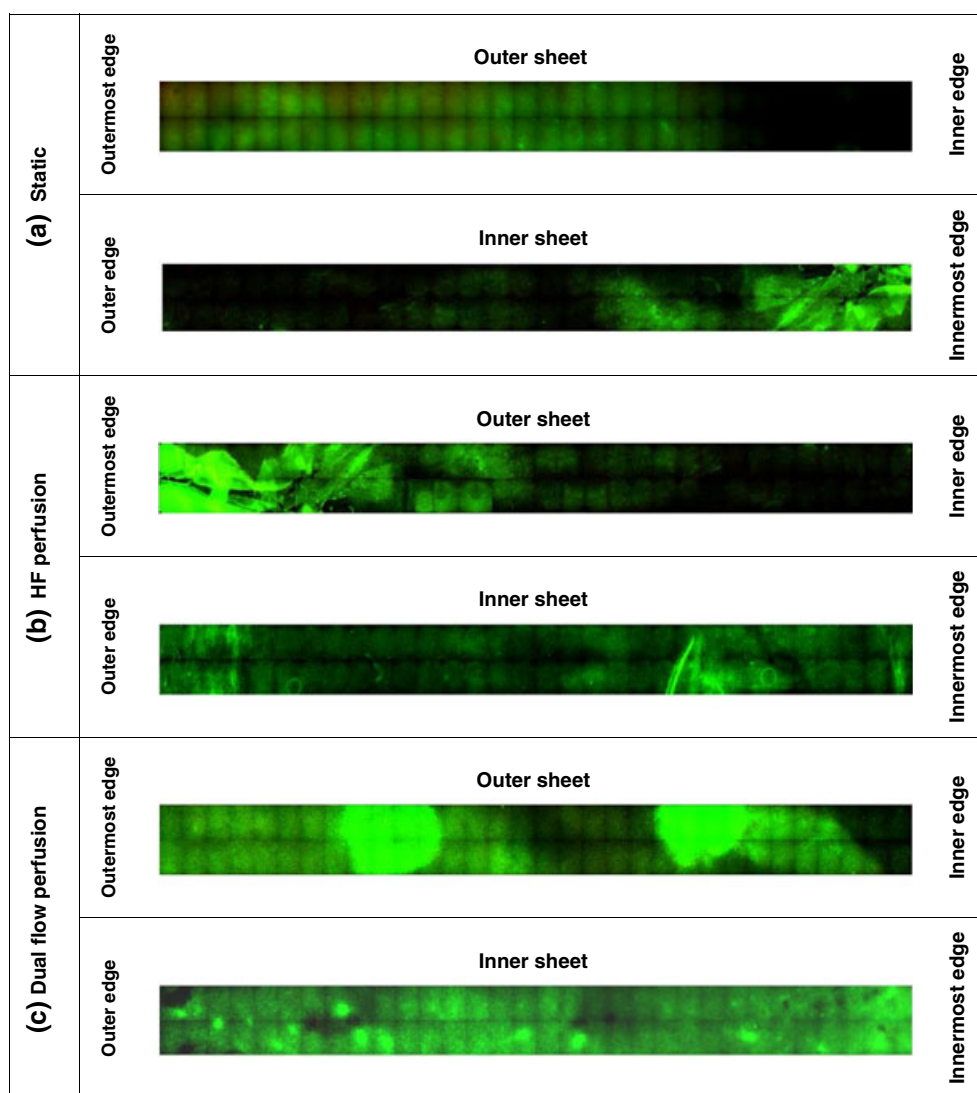 (a) Static
Outermost edge
Outer sheet
Inner edge
Outer edge
Inner sheet
Innermost edge
(b) HF perfusion
Outermost edge
Outer sheet
Inner edge
Outer edge
Inner sheet
Innermost edge
(c) Dual flow perfusion
Outermost edge
Outer sheet
Inner edge
Outer edge
Inner sheet
Innermost edge